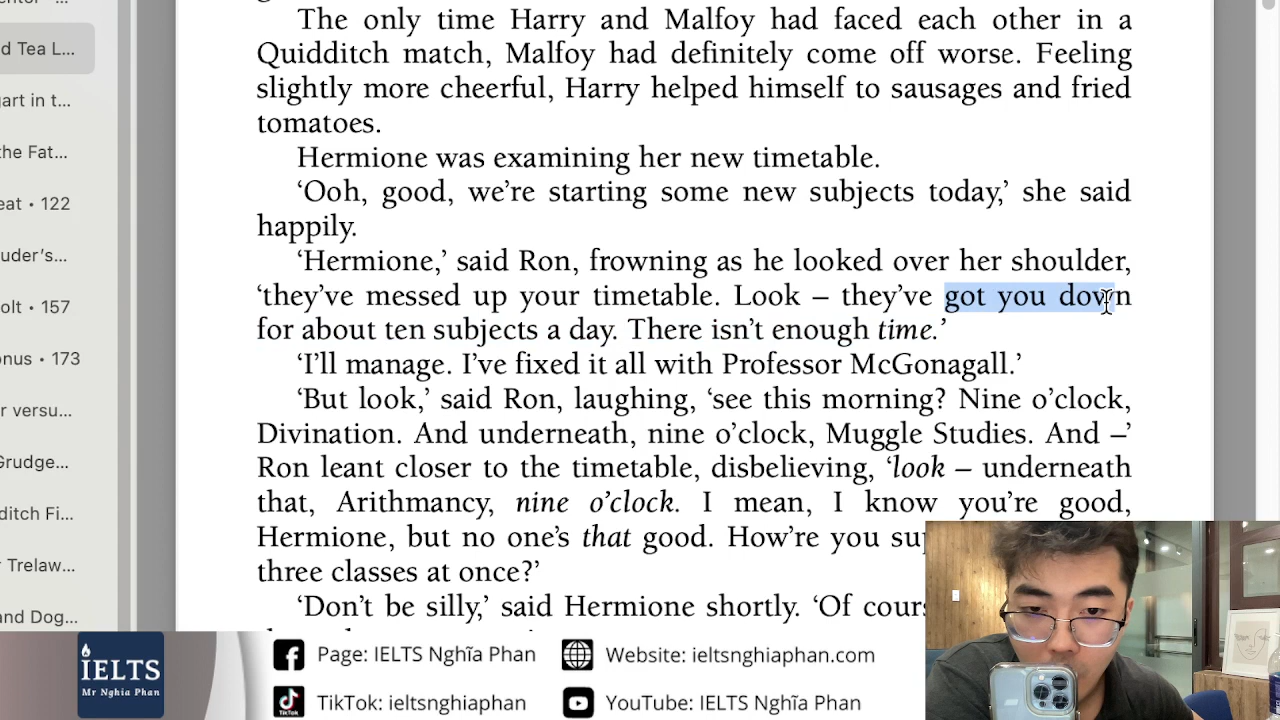 The only time Harry and Malfoy had faced each other in a
Quidditch match, Malfoy had definitely come off worse. Feeling
slightly more cheerful, Harry helped himself to sausages and fried
tomatoes.
Hermione was examining her new timetable.
‘Ooh, good, we’re starting some new subjects today,’ she said
happily.
‘Hermione,’ said Ron, frowning as he looked over her shoulder,
‘they’ve messed up your timetable. Look – they’ve got you down
for about ten subjects a day. There isn’t enough time.’
‘I’ll manage. I’ve fixed it all with Professor McGonagall.’
‘But look,’ said Ron, laughing, ‘see this morning? Nine o’clock,
Divination. And underneath, nine o’clock, Muggle Studies. And –’
Ron leant closer to the timetable, disbelieving, ‘look – underneath
that, Arithmancy, nine o’clock. I mean, I know you’re good,
Hermione, but no one’s that good. How’re you
three classes at once?’
‘Don’t be silly,’ said Hermione shortly. ‘Of
d Tea L...
gart in t...
the Fat...
eat • 122
uder’s...
olt • 157
onus • 173
r versu...
Grudge...
ditch Fi...
r Trelaw...
and Dog...
IELTS
Mr Nghia Phan
Page: IELTS Nghĩa Phan
Website: ieltsnghiaphan.com
TikTok: ieltsnghiaphan
YouTube: IELTS Nghĩa Phan